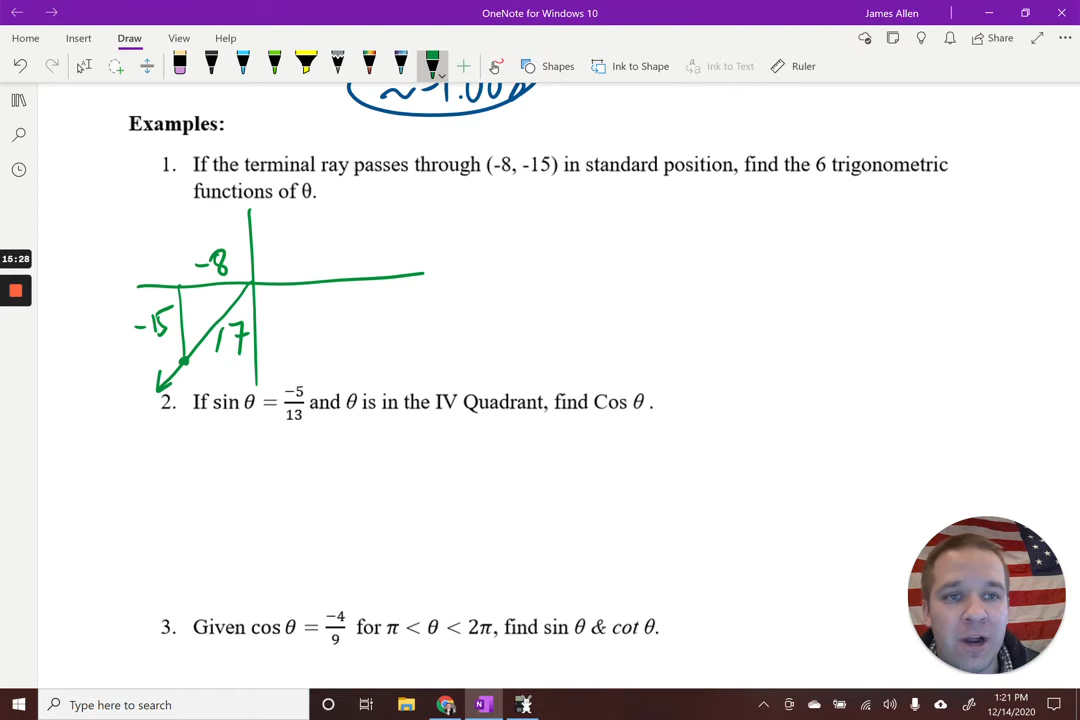 OneNote for Windows 10
James Allen
Home Insert Draw View Help
Share
Shapes Ink to Shape Ink to Text Ruler
Examples:
1. If the terminal ray passes through (-8, -15) in standard position, find the 6 trigonometric
functions of θ.
-8
15:28
-15
17
2. If sin θ = −5/13 and θ is in the IV Quadrant, find Cos θ .
3. Given cos θ = −4/9 for π < θ < 2π, find sin θ & cot θ.
Type here to search
1:21 PM
12/14/2020